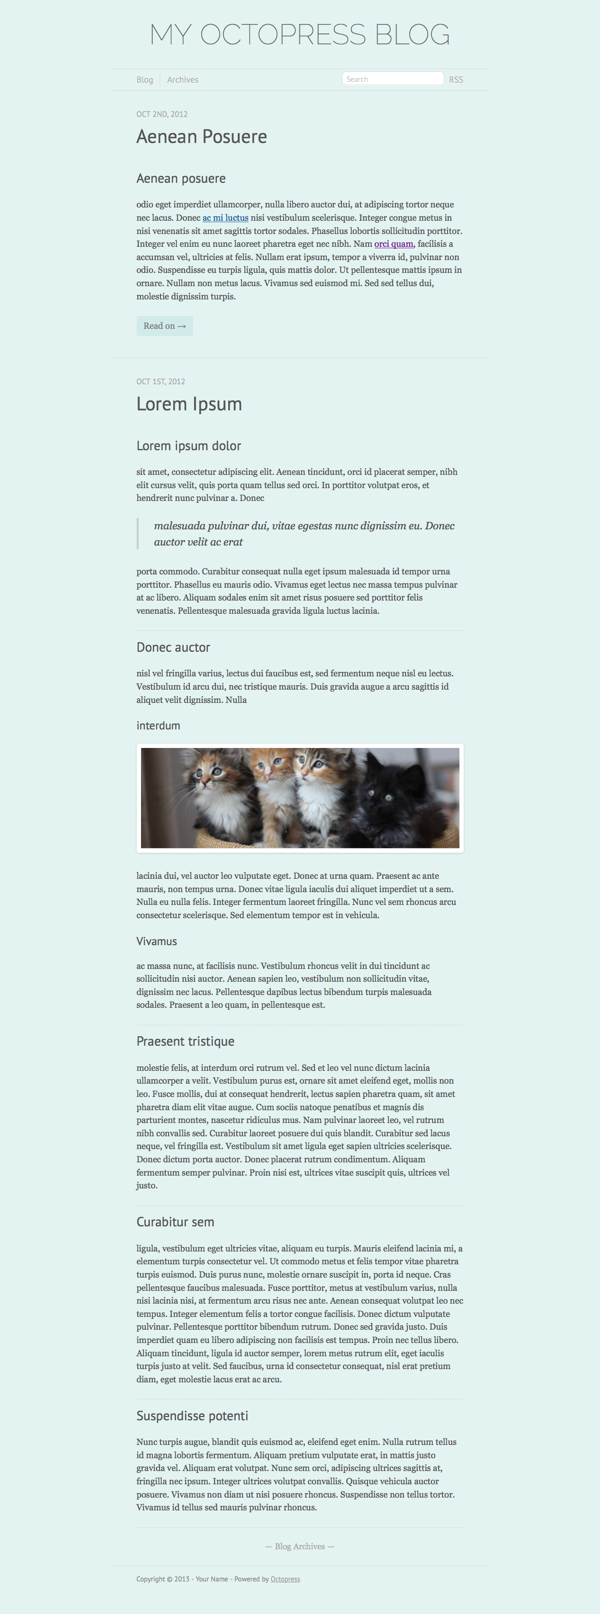 MY OCTOPRESS BLOG
Blog
Archives
Search
RSS
OCT 2ND, 2012
Aenean Posuere
Aenean posuere
odio eget imperdiet ullamcorper, nulla libero auctor dui, at adipiscing tortor neque
nec lacus. Donec ac mi luctus nisi vestibulum scelerisque. Integer congue metus in
nisi venenatis sit amet sagittis tortor sodales. Phasellus lobortis sollicitudin porttitor.
Integer vel enim eu nunc laoreet pharetra eget nec nibh. Nam orci quam, facilisis a
accumsan vel, ultricies at felis. Nullam erat ipsum, tempor a viverra id, pulvinar non
odio. Suspendisse eu turpis ligula, quis mattis dolor. Ut pellentesque mattis ipsum in
ornare. Nullam non metus lacus. Vivamus sed euismod mi. Sed sed tellus dui,
molestie dignissim turpis.
Read on →
OCT 1ST, 2012
Lorem Ipsum
Lorem ipsum dolor
sit amet, consectetur adipiscing elit. Aenean tincidunt, orci id placerat semper, nibh
elit cursus velit, quis porta quam tellus sed orci. In porttitor volutpat eros, et
hendrerit nunc pulvinar a. Donec
malesuada pulvinar dui, vitae egestas nunc dignissim eu. Donec
auctor velit ac erat
porta commodo. Curabitur consequat nulla eget ipsum malesuada id tempor urna
porttitor. Phasellus eu mauris odio. Vivamus eget lectus nec massa tempus pulvinar
at ac libero. Aliquam sodales enim sit amet risus posuere sed porttitor felis
venenatis. Pellentesque malesuada gravida ligula luctus lacinia.
Donec auctor
nisl vel fringilla varius, lectus dui faucibus est, sed fermentum neque nisl eu lectus.
Vestibulum id arcu dui, nec tristique mauris. Duis gravida augue a arcu sagittis id
aliquet velit dignissim. Nulla
interdum
lacinia dui, vel auctor leo vulputate eget. Donec at urna quam. Praesent ac ante
mauris, non tempus urna. Donec vitae ligula iaculis dui aliquet imperdiet ut a sem.
Nulla eu nulla felis. Integer fermentum laoreet fringilla. Nunc vel sem rhoncus arcu
consectetur scelerisque. Sed elementum tempor est in vehicula.
Vivamus
ac massa nunc, at facilisis nunc. Vestibulum rhoncus velit in dui tincidunt ac
sollicitudin nisi auctor. Aenean sapien leo, vestibulum non sollicitudin vitae,
dignissim nec lacus. Pellentesque dapibus lectus bibendum turpis malesuada
sodales. Praesent a leo quam, in pellentesque est.
Praesent tristique
molestie felis, at interdum orci rutrum vel. Sed et leo vel nunc dictum lacinia
ullamcorper a velit. Vestibulum purus est, ornare sit amet eleifend eget, mollis non
leo. Fusce mollis, dui at consequat hendrerit, lectus sapien pharetra quam, sit amet
pharetra diam elit vitae augue. Cum sociis natoque penatibus et magnis dis
parturient montes, nascetur ridiculus mus. Nam pulvinar laoreet leo, vel rutrum
nibh convallis sed. Curabitur laoreet posuere dui quis blandit. Curabitur sed lacus
neque, vel fringilla est. Vestibulum sit amet ligula eget sapien ultricies scelerisque.
Donec dictum porta auctor. Donec placerat rutrum condimentum. Aliquam
fermentum semper pulvinar. Proin nisi est, ultrices vitae suscipit quis, ultrices vel
justo.
Curabitur sem
ligula, vestibulum eget ultricies vitae, aliquam eu turpis. Mauris eleifend lacinia mi, a
elementum turpis consectetur vel. Ut commodo metus et felis tempor vitae pharetra
turpis euismod. Duis purus nunc, molestie ornare suscipit in, porta id neque. Cras
pellentesque faucibus malesuada. Fusce porttitor, metus at vestibulum varius, nulla
nisi lacinia nisi, at fermentum arcu risus nec ante. Aenean consequat volutpat leo nec
tempus. Integer elementum felis a tortor congue facilisis. Donec dictum vulputate
pulvinar. Pellentesque porttitor bibendum rutrum. Donec sed gravida justo. Duis
imperdiet quam eu libero adipiscing non facilisis est tempus. Proin nec tellus libero.
Aliquam tincidunt, ligula id auctor semper, lorem metus rutrum elit, eget iaculis
turpis justo at velit. Sed faucibus, urna id consectetur consequat, nisl erat pretium
diam, eget molestie lacus erat ac arcu.
Suspendisse potenti
Nunc turpis augue, blandit quis euismod ac, eleifend eget enim. Nulla rutrum tellus
id magna lobortis fermentum. Aliquam pretium vulputate erat, in mattis justo
gravida vel. Aliquam erat volutpat. Nunc sem orci, adipiscing ultrices sagittis at,
fringilla nec ipsum. Integer ultrices volutpat convallis. Quisque vehicula auctor
posuere. Vivamus non diam ut nisi posuere rhoncus. Suspendisse non tellus tortor.
Vivamus id tellus sed mauris pulvinar rhoncus.
— Blog Archives —
Copyright © 2013 - Your Name - Powered by Octopress